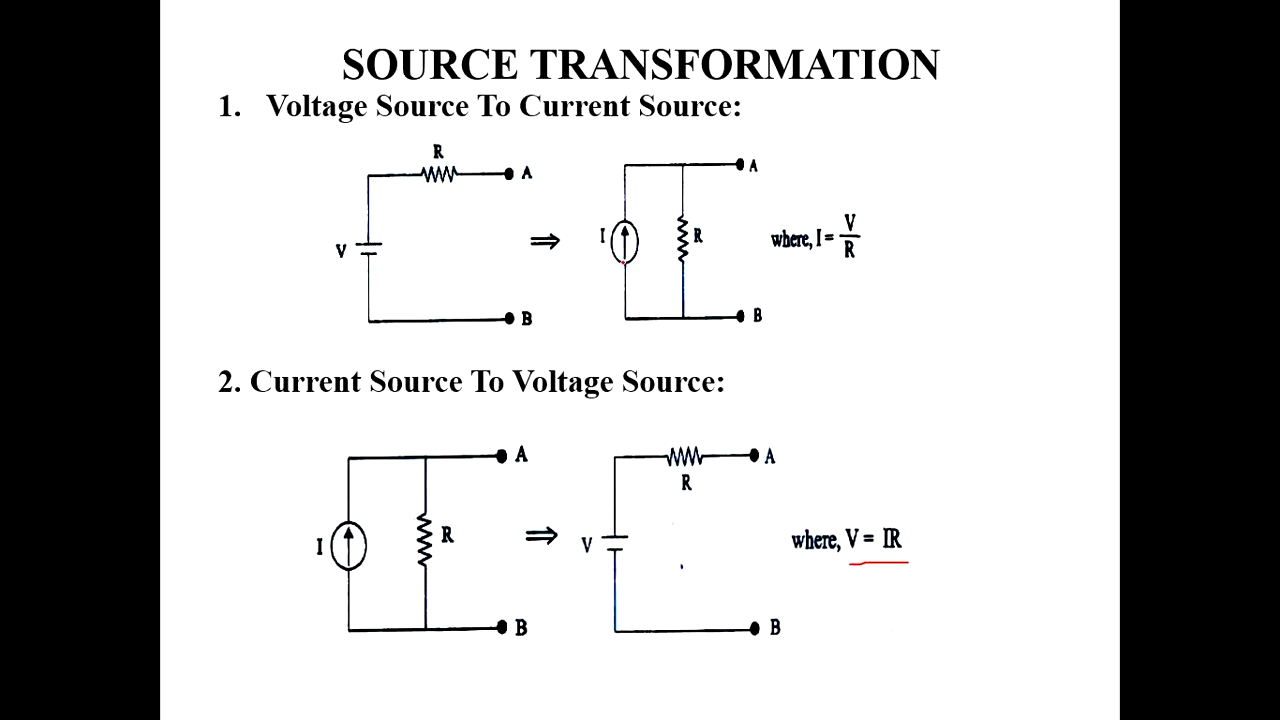 SOURCE TRANSFORMATION
1. Voltage Source To Current Source:
R
A
V
B
⇒
A
I
R
B
where, I = V/R
2. Current Source To Voltage Source:
A
I
R
B
⇒
R
A
V
B
where, V = IR